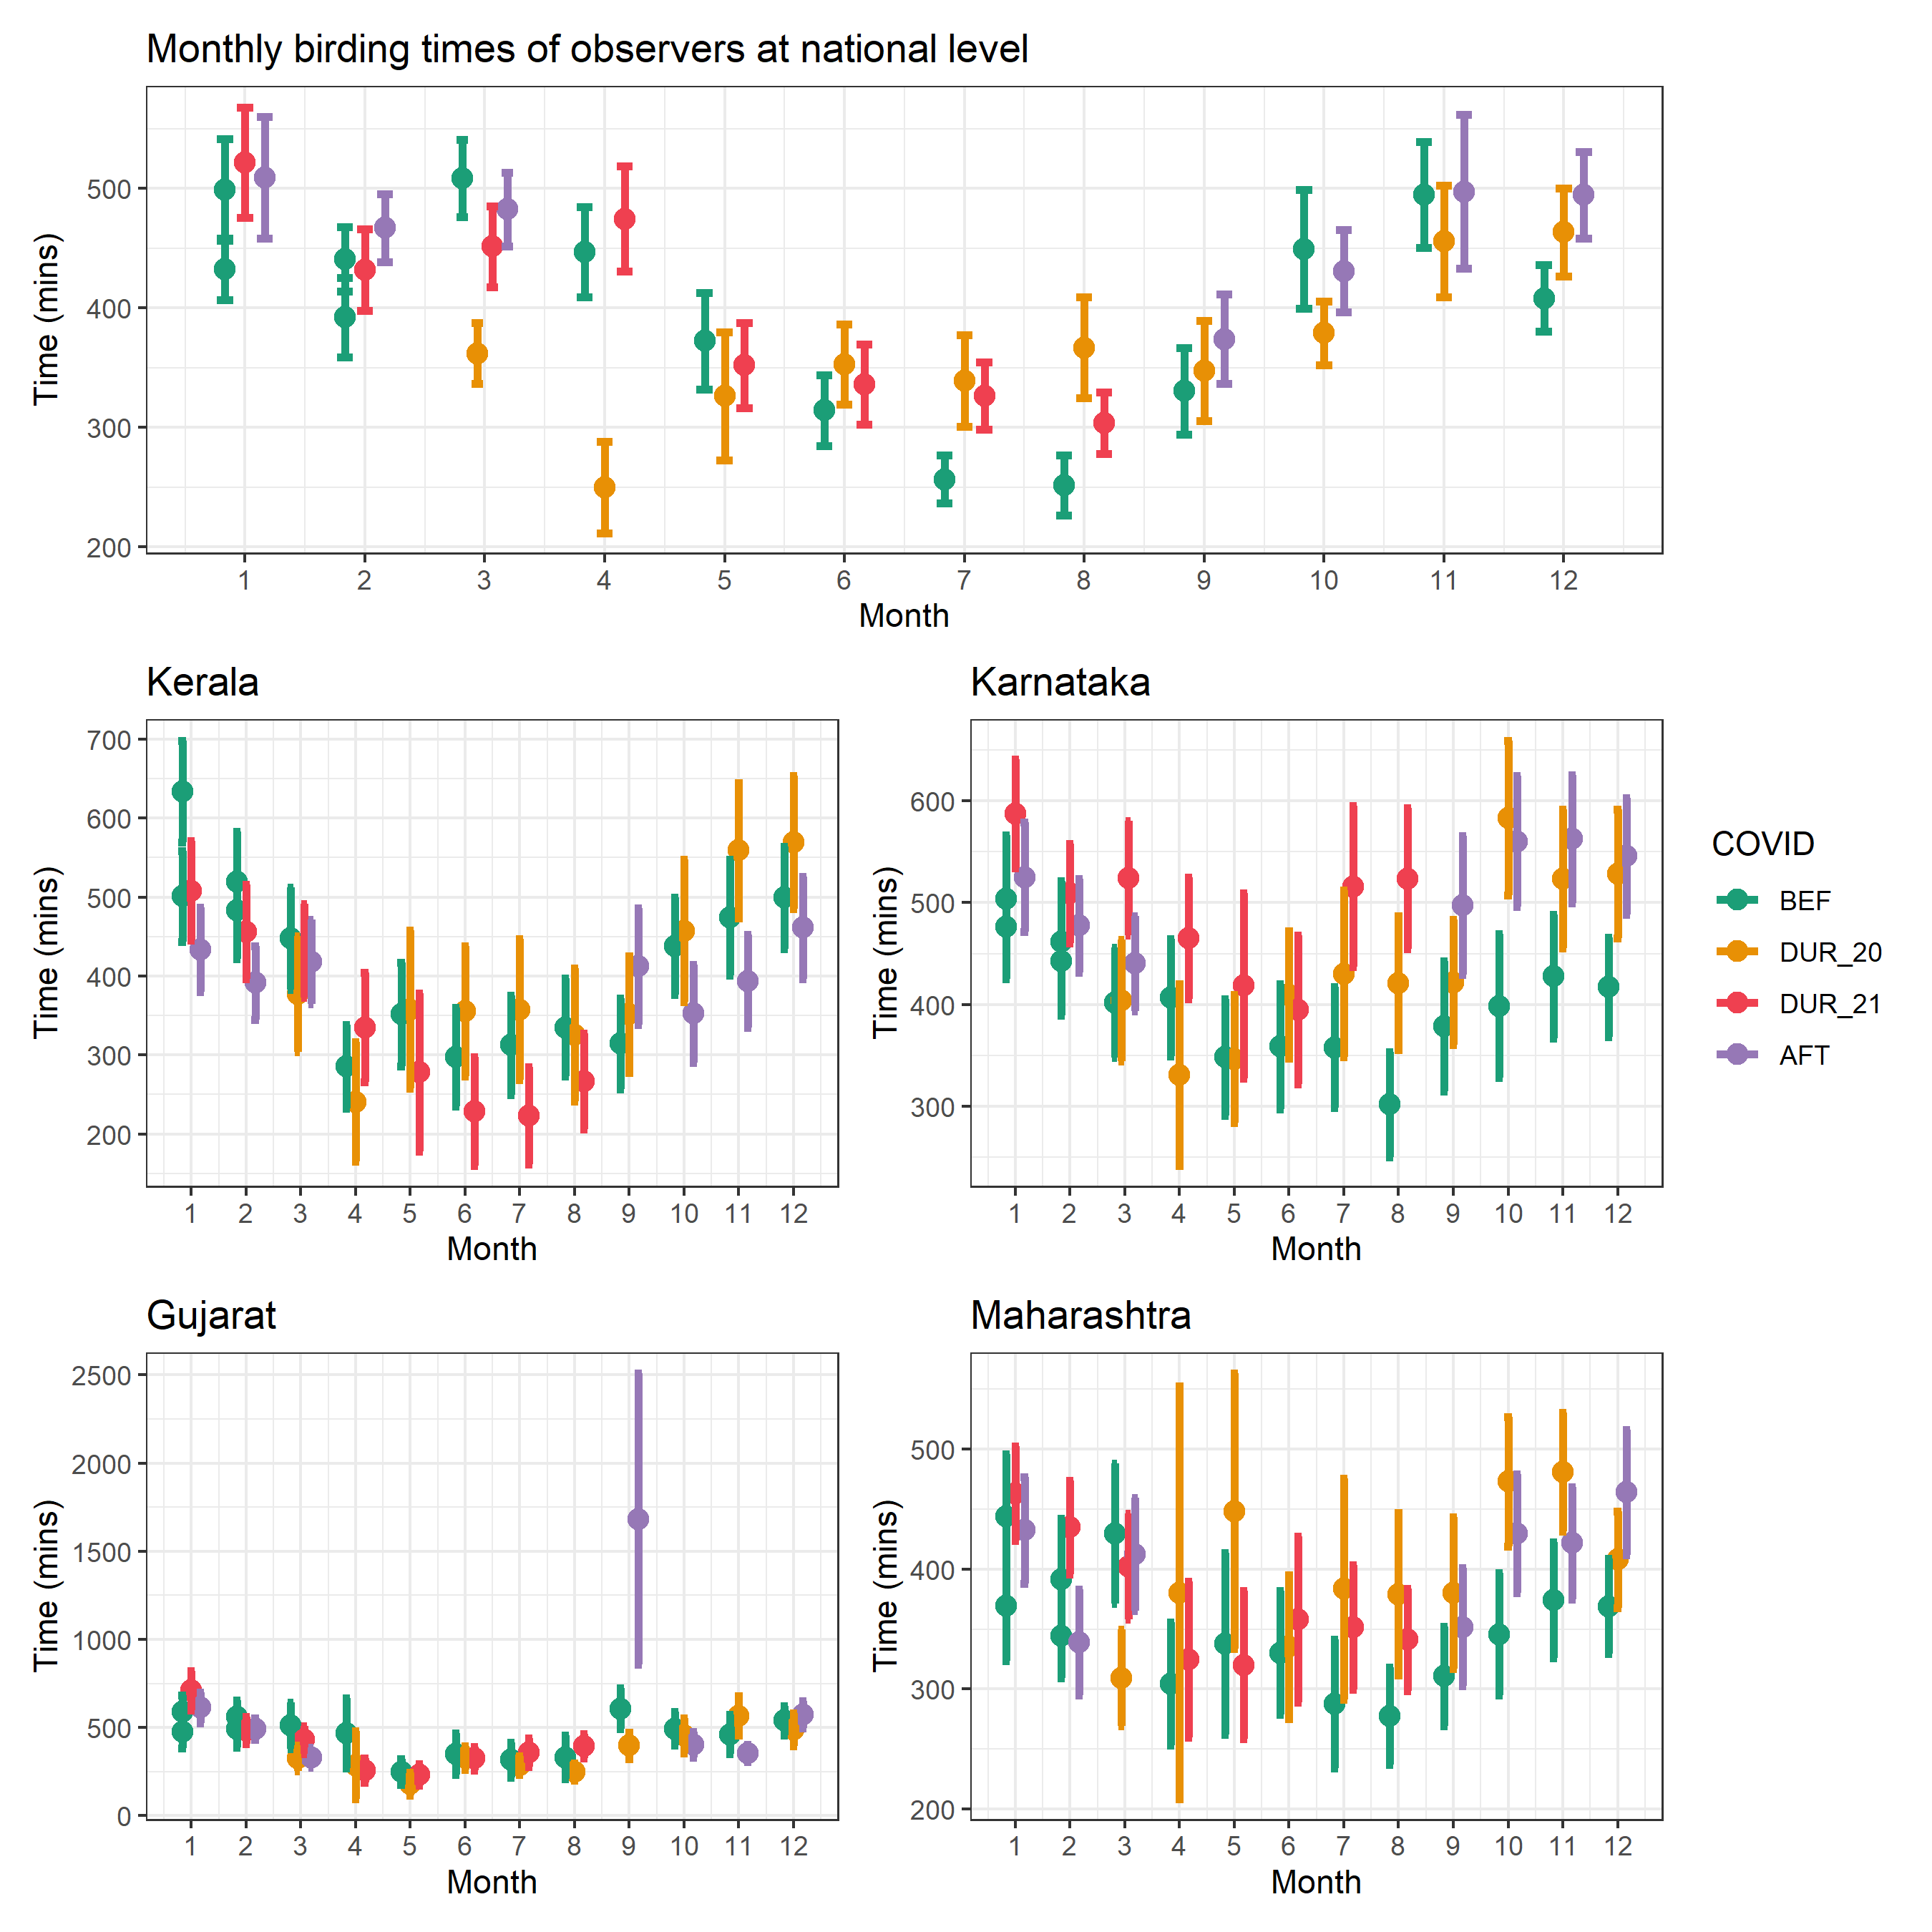 Monthly birding times of observers at national level
Time (mins)
500
400
300
200
1 2 3 4 5 6 7 8 9 10 11 12
Month
Kerala
Time (mins)
700
600
500
400
300
200
1 2 3 4 5 6 7 8 9 10 11 12
Month
Karnataka
Time (mins)
600
500
400
300
1 2 3 4 5 6 7 8 9 10 11 12
Month
COVID
BEF
DUR_20
DUR_21
AFT
Gujarat
Time (mins)
2500
2000
1500
1000
500
0
1 2 3 4 5 6 7 8 9 10 11 12
Month
Maharashtra
Time (mins)
500
400
300
200
1 2 3 4 5 6 7 8 9 10 11 12
Month